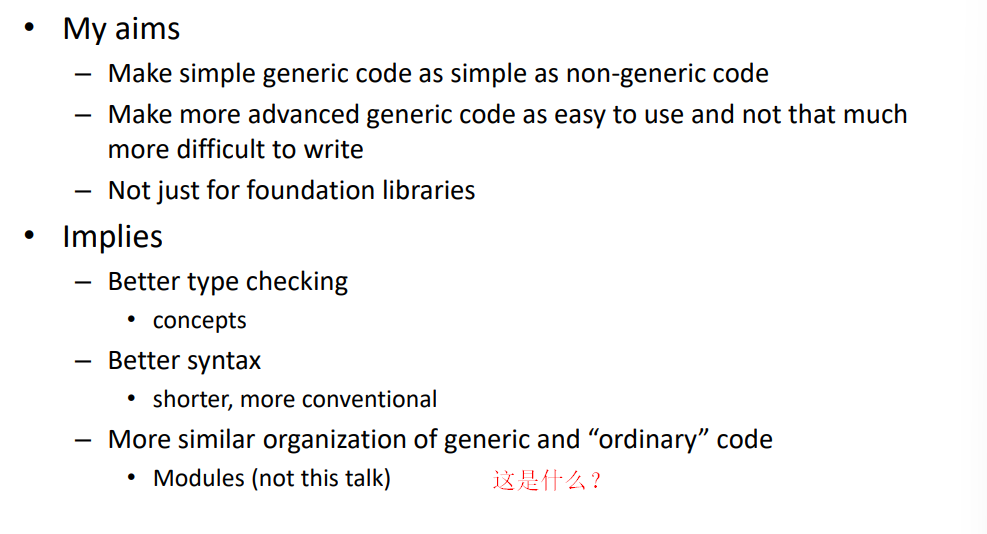 • My aims
– Make simple generic code as simple as non-generic code
– Make more advanced generic code as easy to use and not that much
more difficult to write
– Not just for foundation libraries
• Implies
– Better type checking
• concepts
– Better syntax
• shorter, more conventional
– More similar organization of generic and “ordinary” code
• Modules (not this talk) 这是什么?